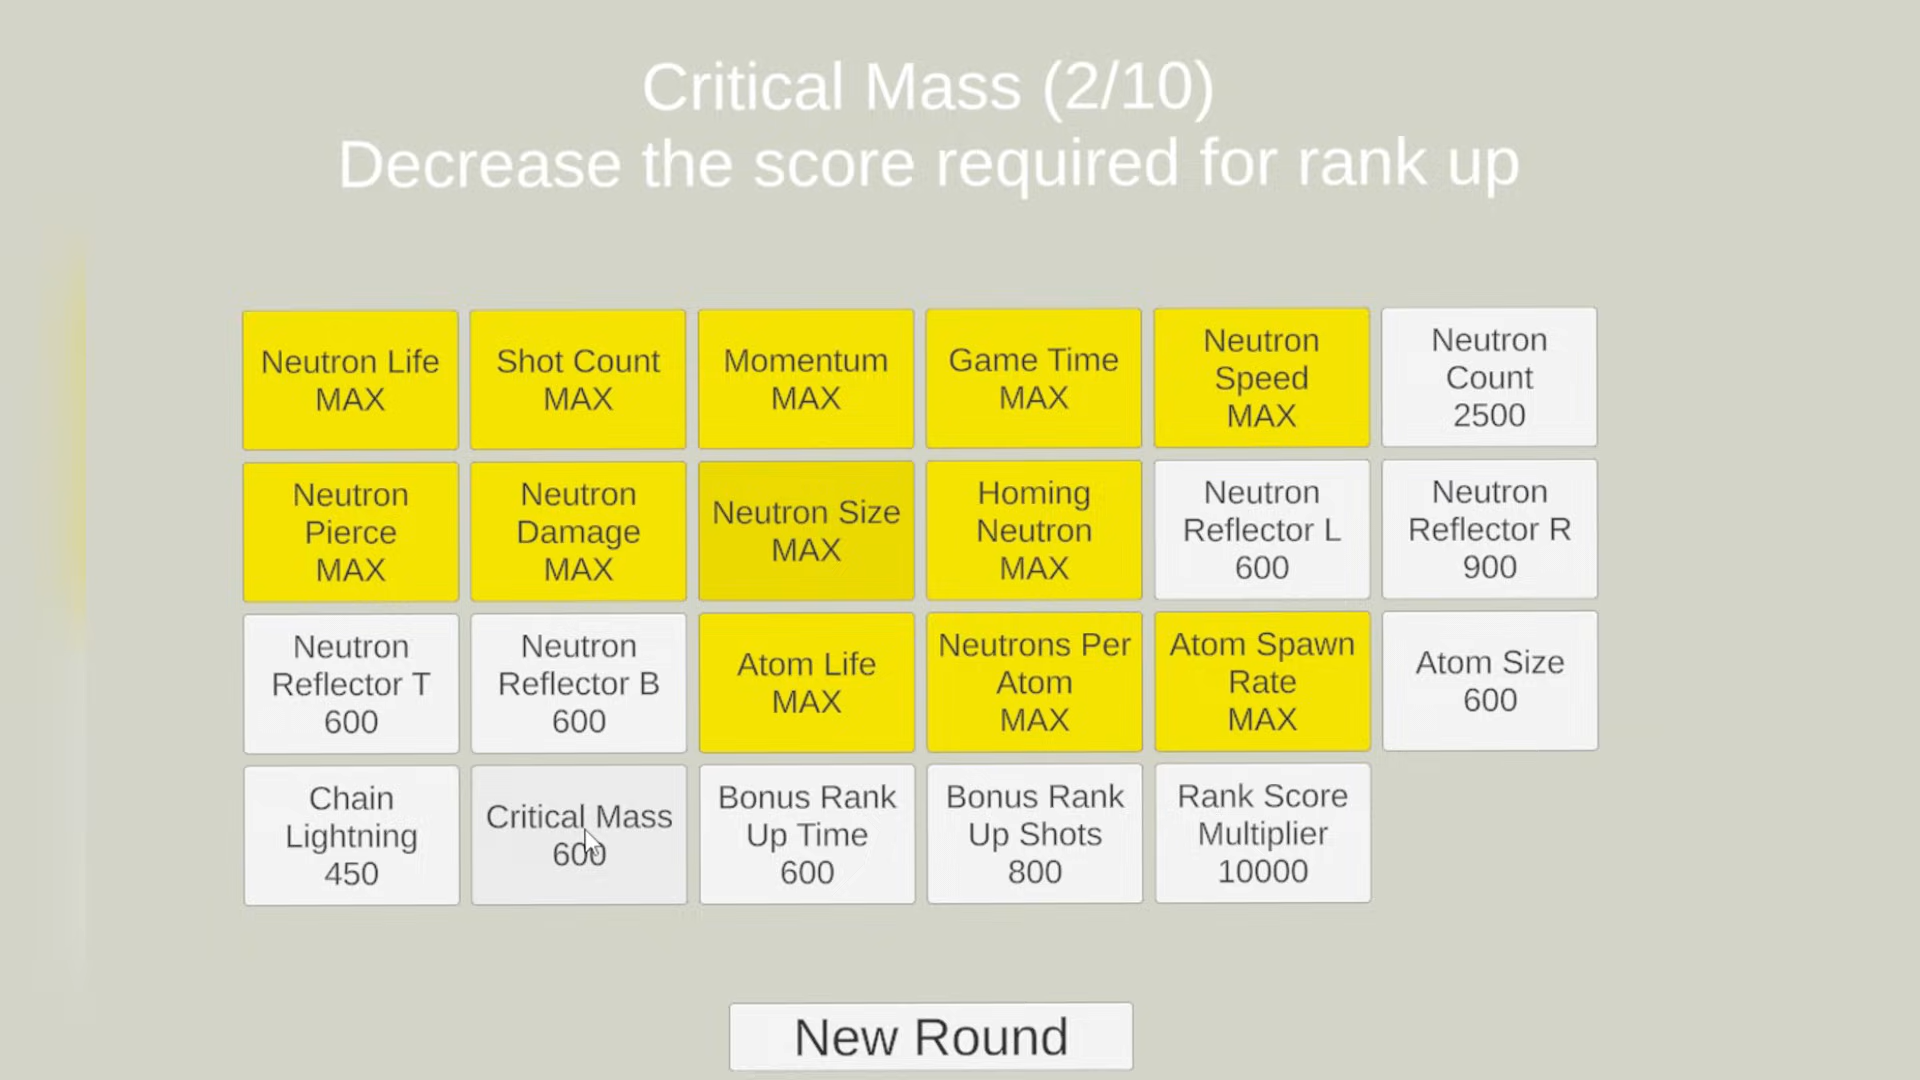 Critical Mass (2/10)
Decrease the score required for rank up
Neutron Life
MAX
Shot Count
MAX
Momentum
MAX
Game Time
MAX
Neutron
Speed
MAX
Neutron
Count
2500
Neutron
Pierce
MAX
Neutron
Damage
MAX
Neutron Size
MAX
Homing
Neutron
MAX
Neutron
Reflector L
600
Neutron
Reflector R
900
Neutron
Reflector T
600
Neutron
Reflector B
600
Atom Life
MAX
Neutrons Per
Atom
MAX
Atom Spawn
Rate
MAX
Atom Size
600
Chain
Lightning
450
Critical Mass
600
Bonus Rank
Up Time
600
Bonus Rank
Up Shots
800
Rank Score
Multiplier
10000
New Round